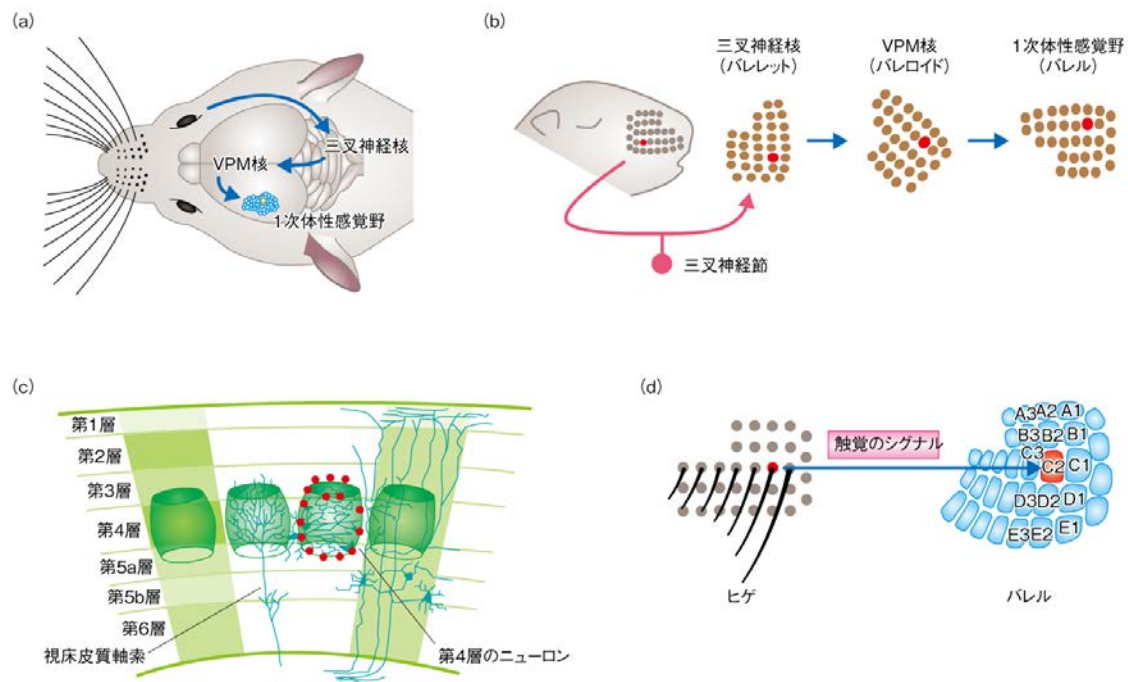 (a)
三叉神経核
VPM核
1次体性感覚野
(b)
三叉神経核
(バレレット)
VPM核
(バレロイド)
1次体性感覚野
(バレル)
三叉神経節
(c)
第1層
第2層
第3層
第4層
第5a層
第5b層
第6層
視床皮質軸索
第4層のニューロン
(d)
触覚のシグナル
A3 A2 A1
B3 B2 B1
C3
C2 C1
D3 D2 D1
E3 E2 E1
ヒゲ
バレル